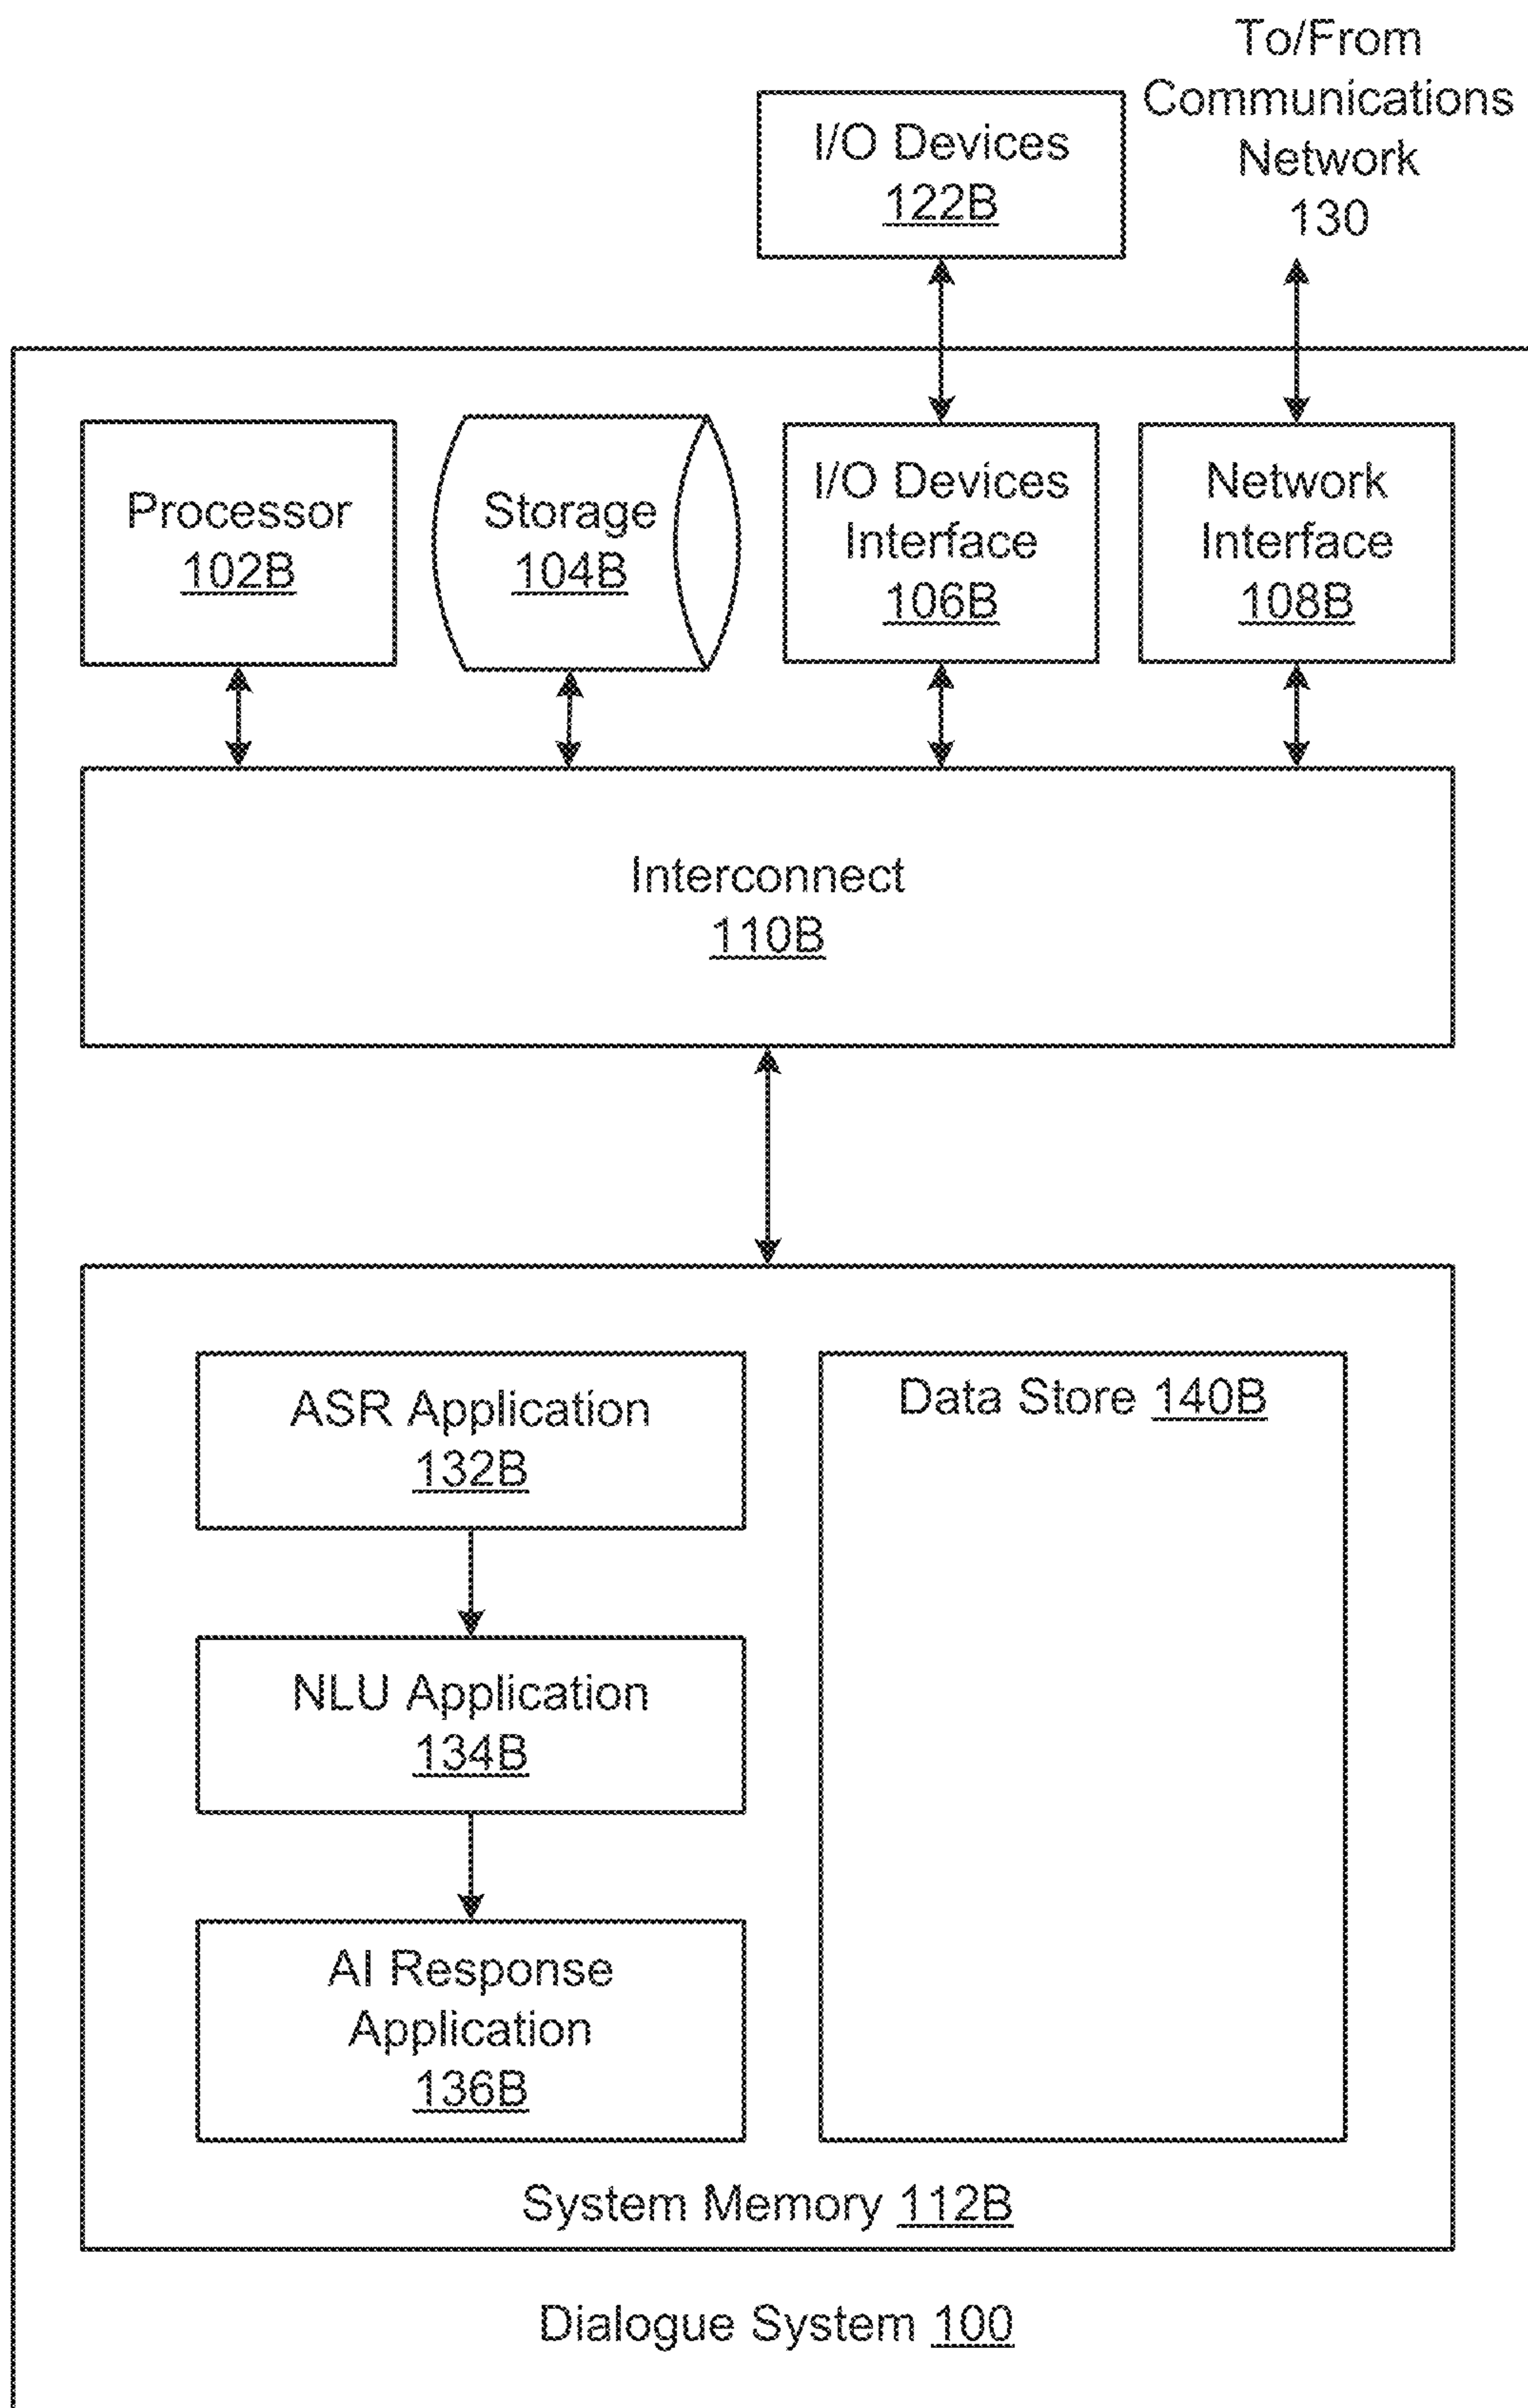 To/From
Communications
Network
130
I/O Devices
122B
Processor
102B
Storage
104B
I/O Devices
Interface
106B
Network
Interface
108B
Interconnect
110B
ASR Application
132B
Data Store 140B
NLU Application
134B
AI Response
Application
136B
System Memory 112B
Dialogue System 100